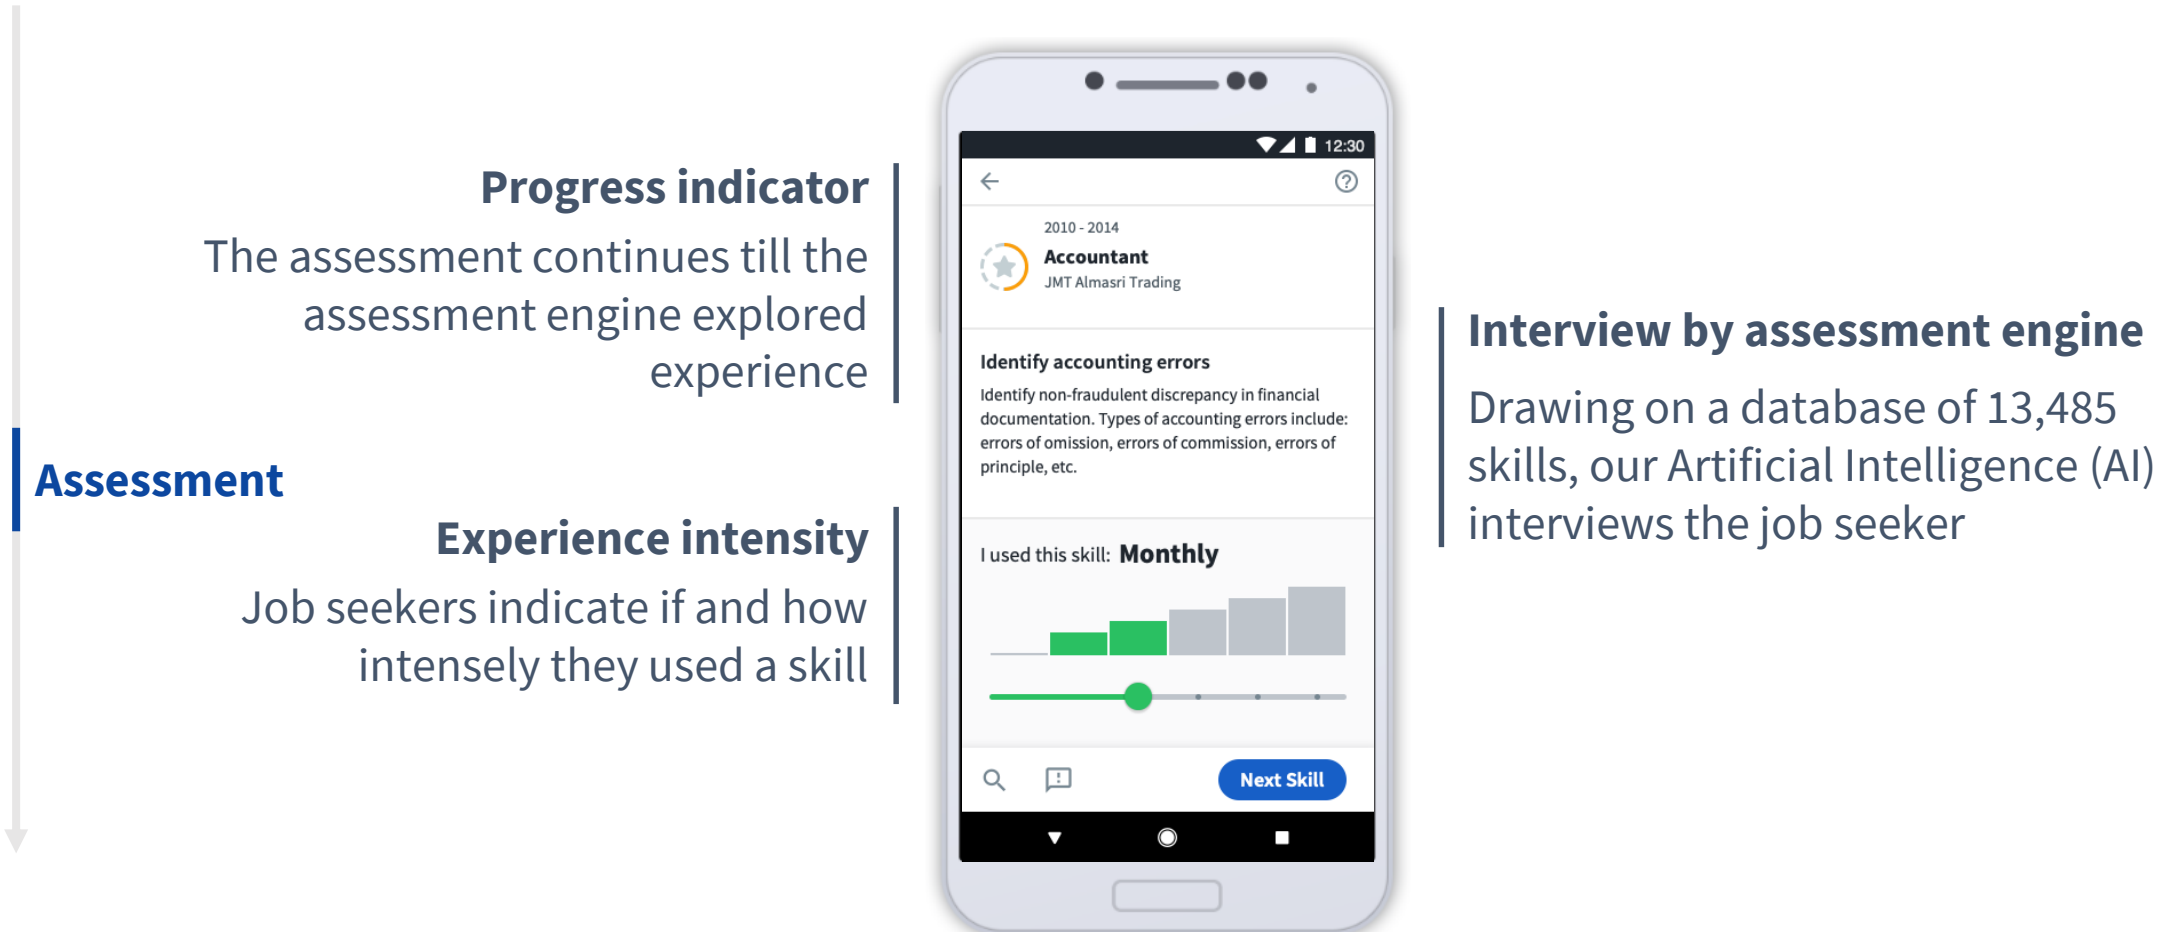 Progress indicator
The assessment continues till the
assessment engine explored
experience
Assessment
Experience intensity
Job seekers indicate if and how
intensely they used a skill
12:30
2010 - 2014
Accountant
JMT Almasri Trading
Identify accounting errors
Identify non-fraudulent discrepancy in financial
documentation. Types of accounting errors include:
errors of omission, errors of commission, errors of
principle, etc.
I used this skill: Monthly
Next Skill
Interview by assessment engine
Drawing on a database of 13,485
skills, our Artificial Intelligence (AI)
interviews the job seeker